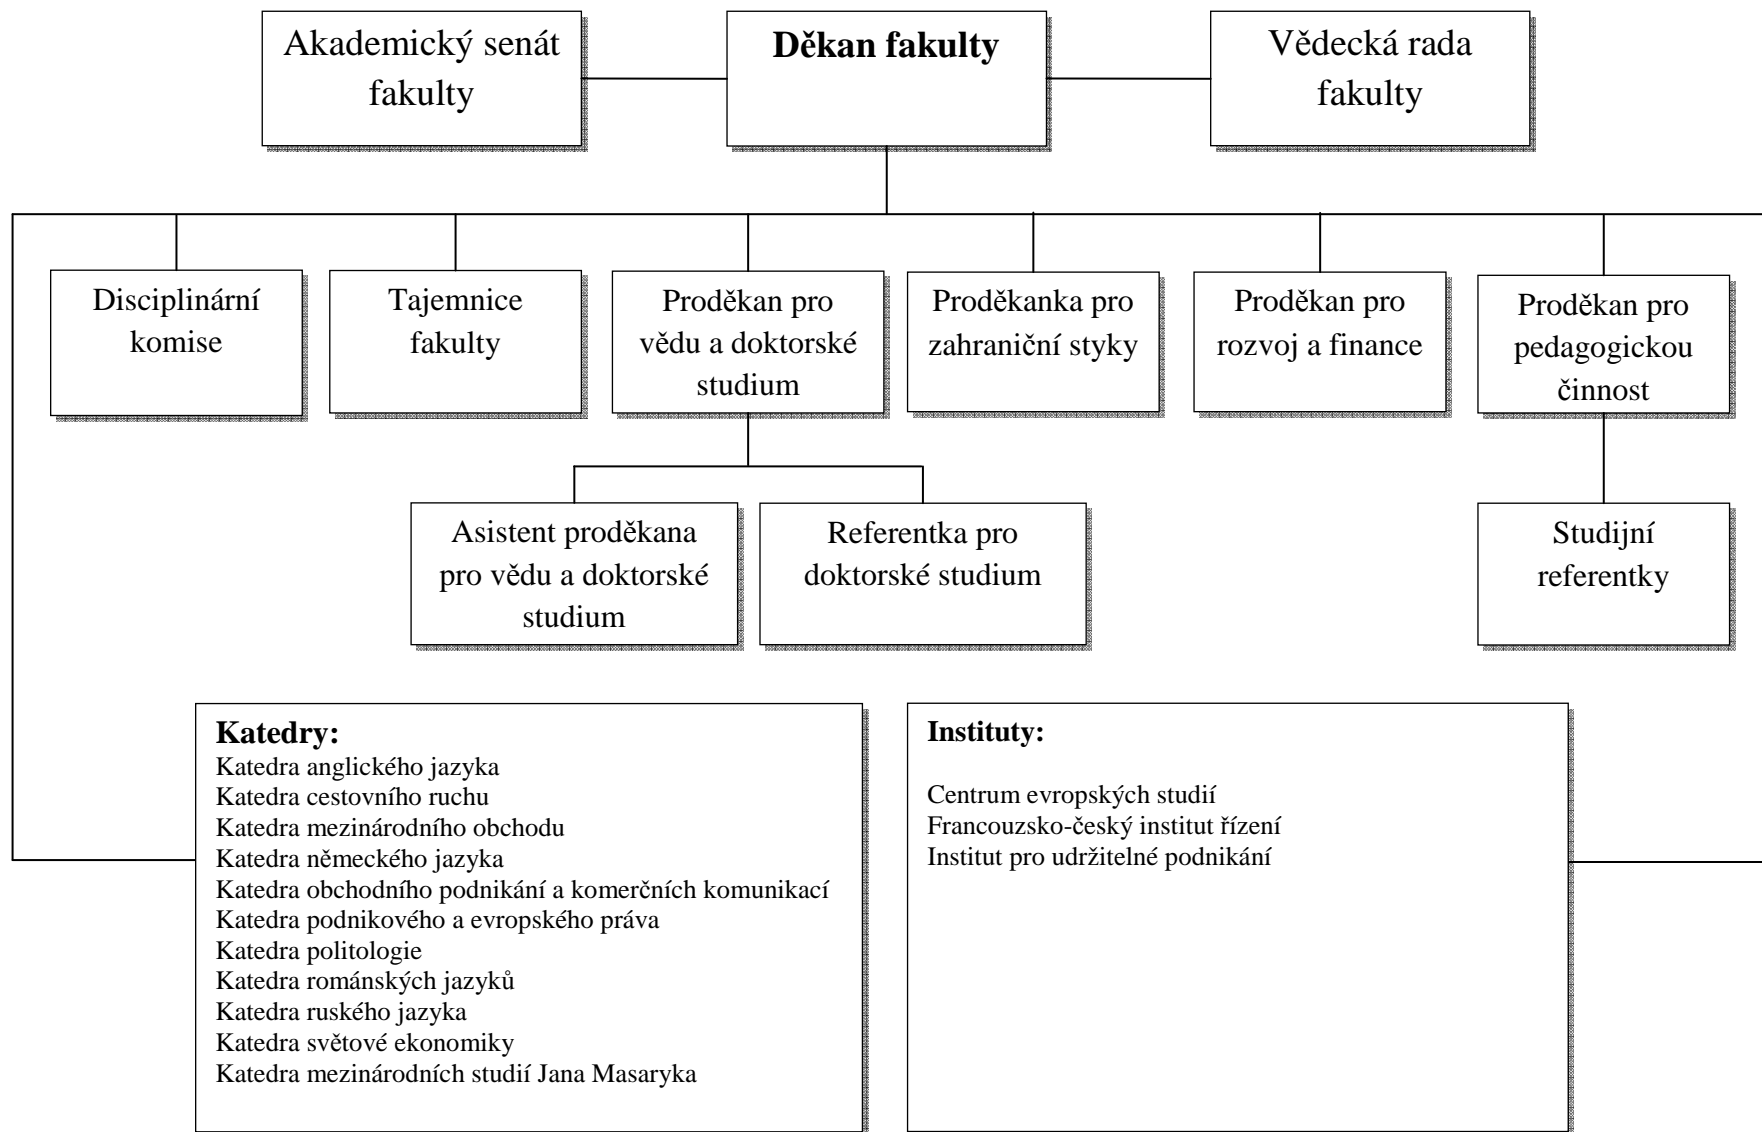 Akademický senát
fakulty
Děkan fakulty
Vědecká rada
fakulty
Disciplinární
komise
Tajemnice
fakulty
Proděkan pro
vědu a doktorské
studium
Proděkanka pro
zahraniční styky
Proděkan pro
rozvoj a finance
Proděkan pro
pedagogickou
činnost
Asistent proděkana
pro vědu a doktorské
studium
Referentka pro
doktorské studium
Studijní
referentky
Katedry:
Katedra anglického jazyka
Katedra cestovního ruchu
Katedra mezinárodního obchodu
Katedra německého jazyka
Katedra obchodního podnikání a komerčních komunikací
Katedra podnikového a evropského práva
Katedra politologie
Katedra románských jazyků
Katedra ruského jazyka
Katedra světové ekonomiky
Katedra mezinárodních studií Jana Masaryka
Instituty:
Centrum evropských studií
Francouzsko-český institut řízení
Institut pro udržitelné podnikání